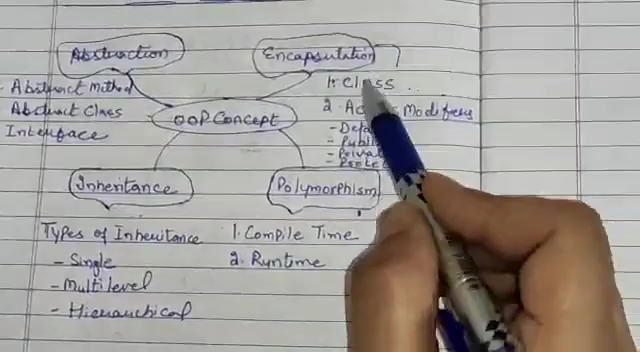 Abstraction
- Abstract Method
Abstract Class
Interface
Encapsulation
1. Class
2. Modifiers
- Public
OOP Concept
Inheritance
Types of Inheritance
- Single
- Multilevel
- Hierarchical
Polymorphism
1. Compile Time
2. Runtime